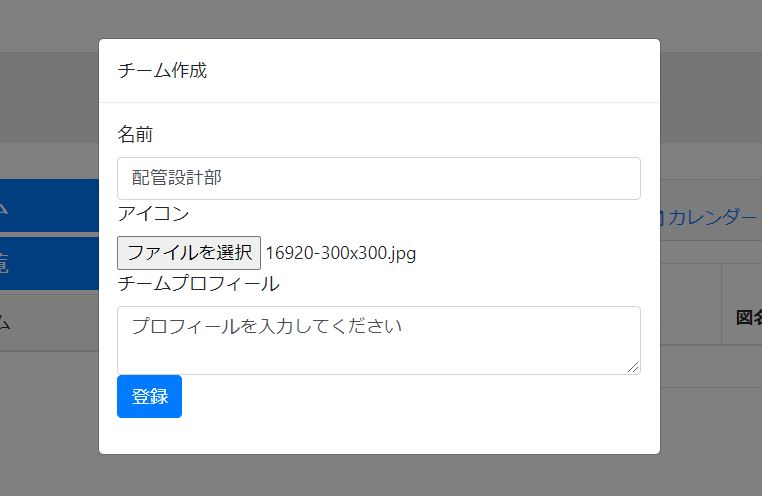 チーム作成
名前
配管設計部
アイコン
ファイルを選択 16920-300x300.jpg
チームプロフィール
プロフィールを入力してください
登録
カレンダー
図名